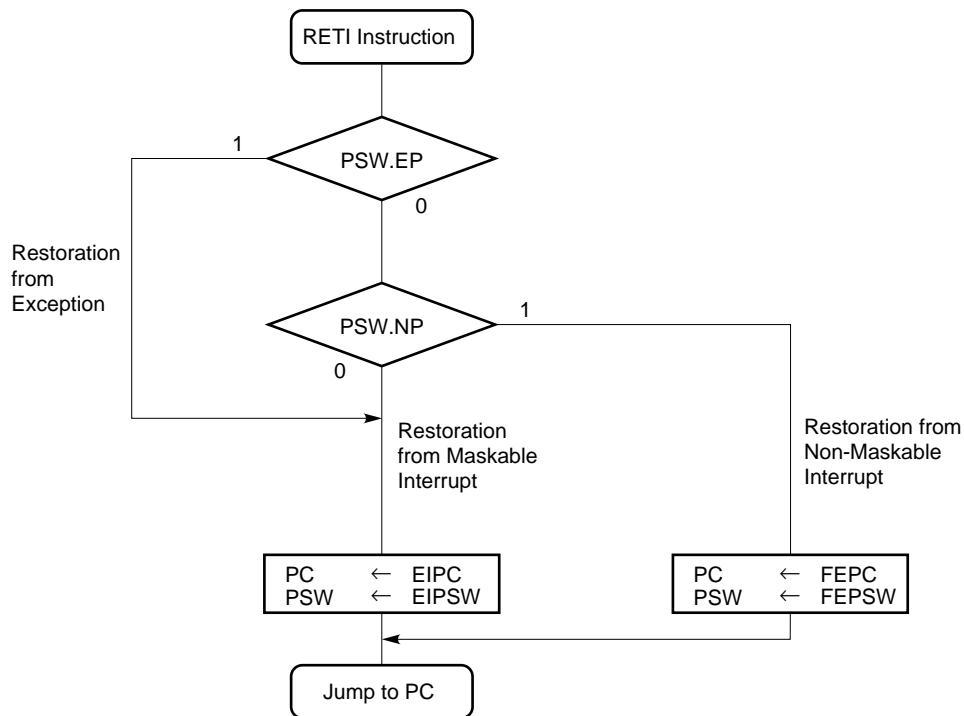 RETI Instruction
1
PSW.EP
0
Restoration
from
Exception
PSW.NP
1
0
Restoration
from Maskable
Interrupt
Restoration from
Non-Maskable
Interrupt
PC ← EIPC
PSW ← EIPSW
PC ← FEPC
PSW ← FEPSW
Jump to PC